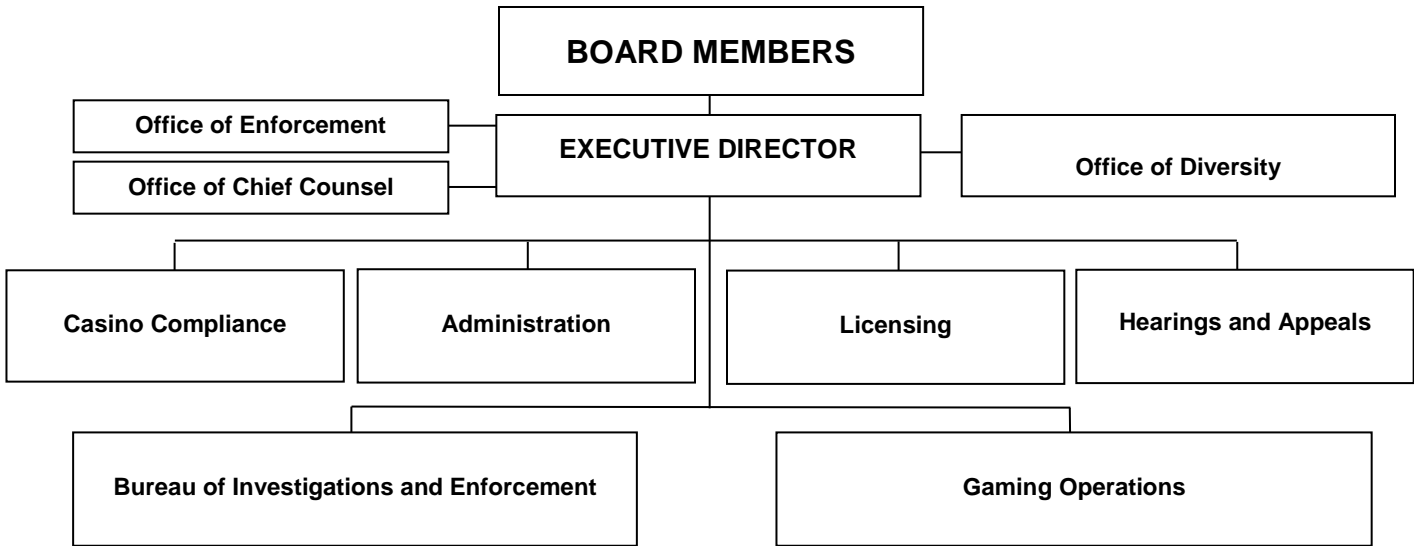 BOARD MEMBERS
Office of Enforcement
EXECUTIVE DIRECTOR
Office of Diversity
Office of Chief Counsel
Casino Compliance
Administration
Licensing
Hearings and Appeals
Bureau of Investigations and Enforcement
Gaming Operations